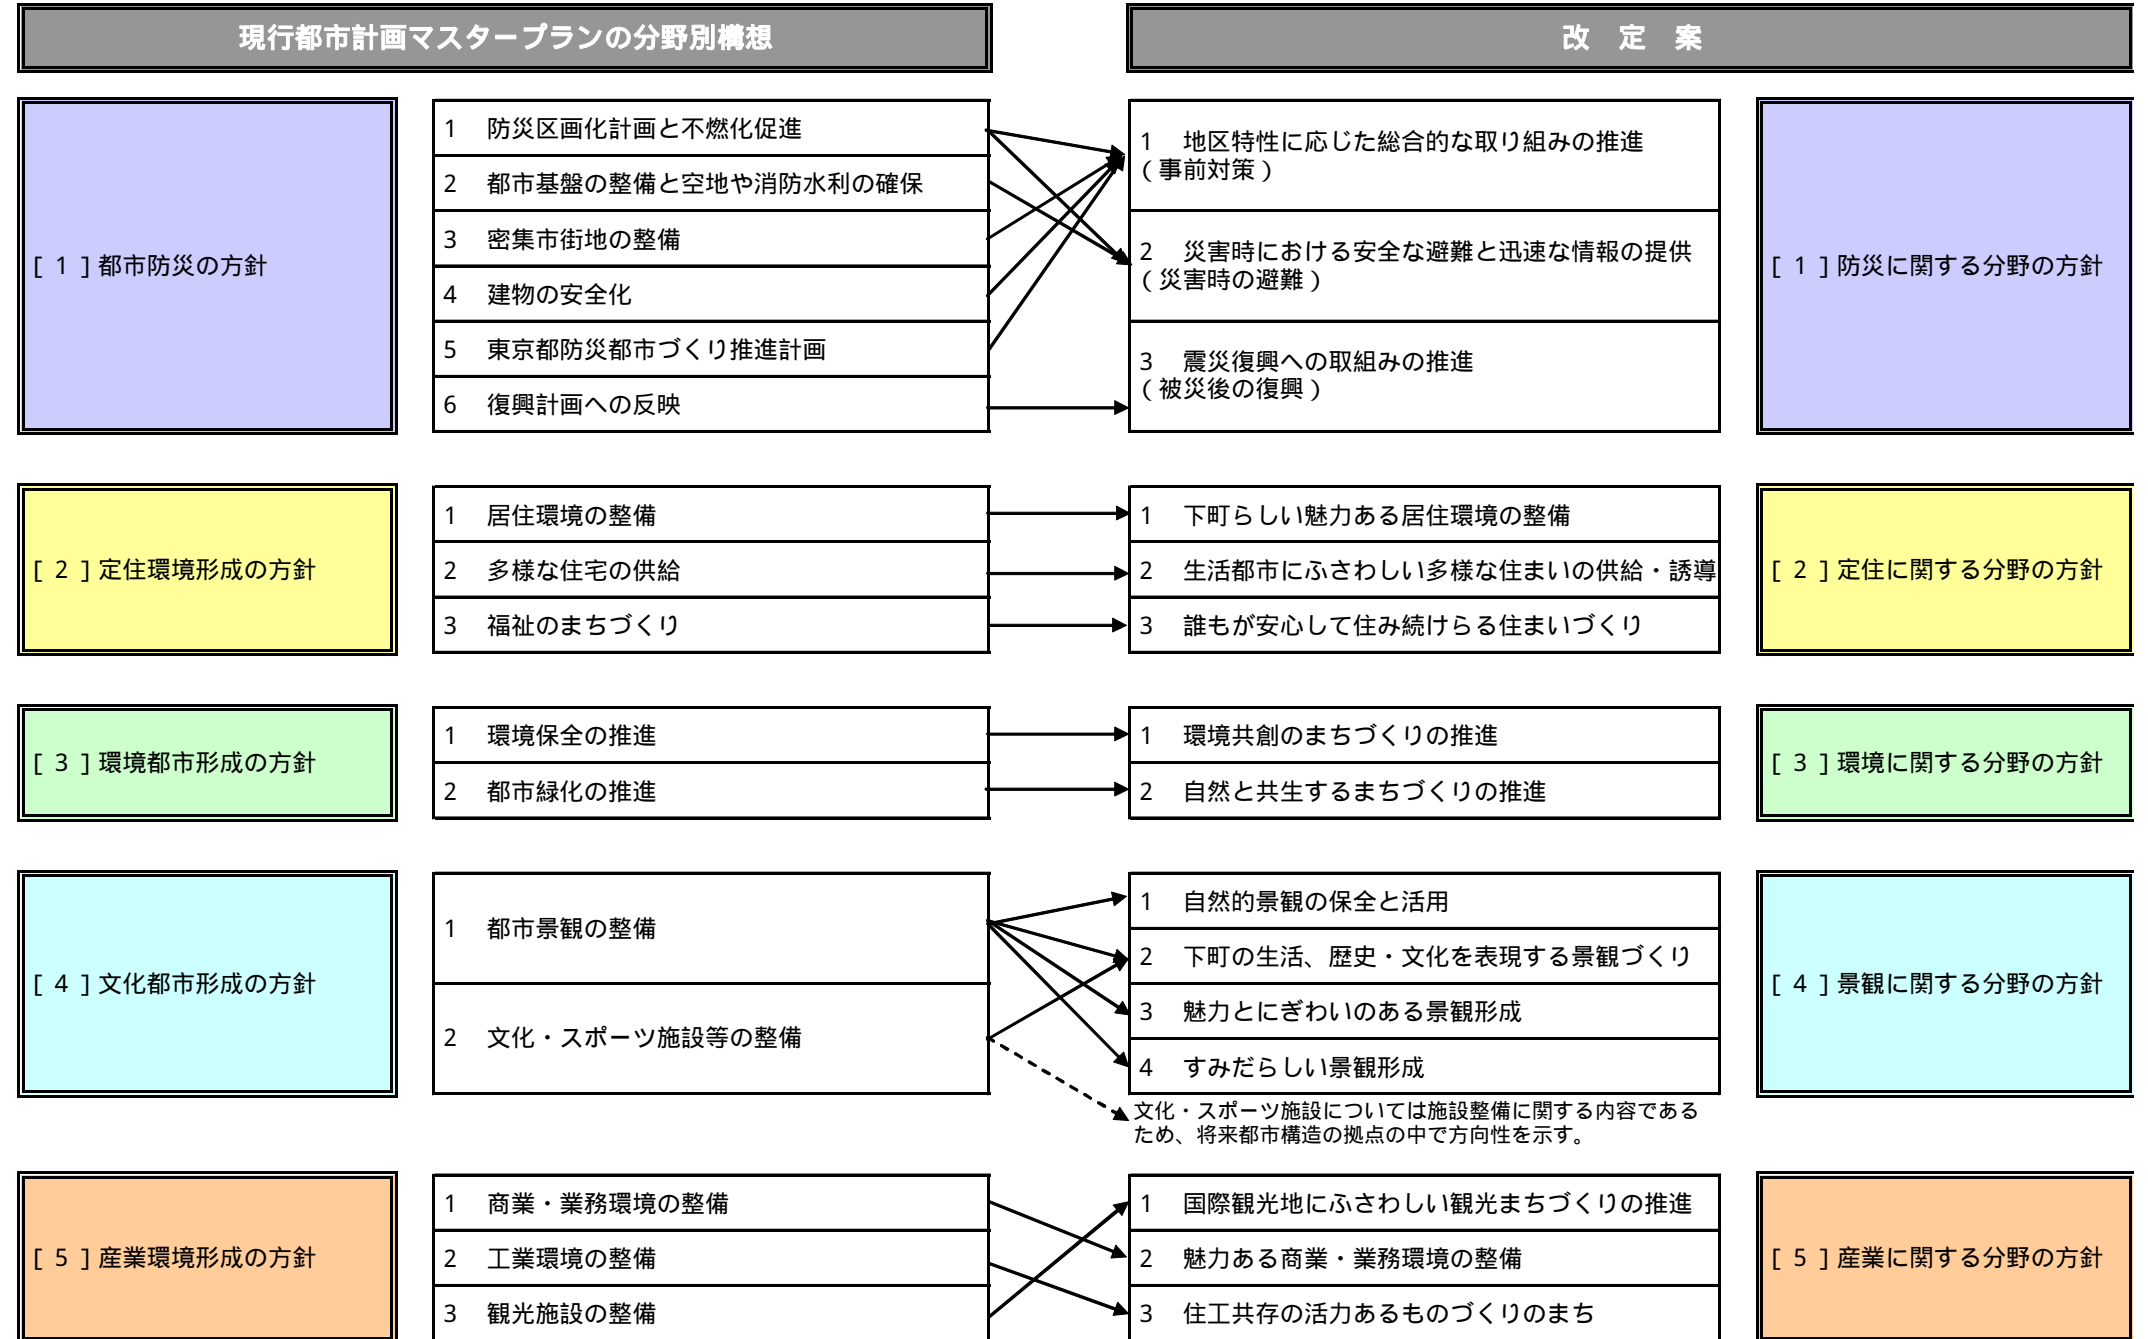 現行都市計画マスタープランの分野別構想
改　定　案
[ 1 ]都市防災の方針
1　防災区画化計画と不燃化促進
2　都市基盤の整備と空地や消防水利の確保
3　密集市街地の整備
4　建物の安全化
5　東京都防災都市づくり推進計画
6　復興計画への反映
1　地区特性に応じた総合的な取り組みの推進
(事前対策)
2　災害時における安全な避難と迅速な情報の提供
(災害時の避難)
3　震災復興への取組みの推進
(被災後の復興)
[ 1 ]防災に関する分野の方針
[ 2 ]定住環境形成の方針
1　居住環境の整備
2　多様な住宅の供給
3　福祉のまちづくり
1　下町らしい魅力ある居住環境の整備
2　生活都市にふさわしい多様な住まいの供給・誘導
3　誰もが安心して住み続けらる住まいづくり
[ 2 ]定住に関する分野の方針
[ 3 ]環境都市形成の方針
1　環境保全の推進
2　都市緑化の推進
1　環境共創のまちづくりの推進
2　自然と共生するまちづくりの推進
[ 3 ]環境に関する分野の方針
[ 4 ]文化都市形成の方針
1　都市景観の整備
2　文化・スポーツ施設等の整備
1　自然的景観の保全と活用
2　下町の生活、歴史・文化を表現する景観づくり
3　魅力とにぎわいのある景観形成
4　すみだらしい景観形成
文化・スポーツ施設については施設整備に関する内容である
ため、将来都市構造の拠点の中で方向性を示す。
[ 4 ]景観に関する分野の方針
[ 5 ]産業環境形成の方針
1　商業・業務環境の整備
2　工業環境の整備
3　観光施設の整備
1　国際観光地にふさわしい観光まちづくりの推進
2　魅力ある商業・業務環境の整備
3　住工共存の活力あるものづくりのまち
[ 5 ]産業に関する分野の方針